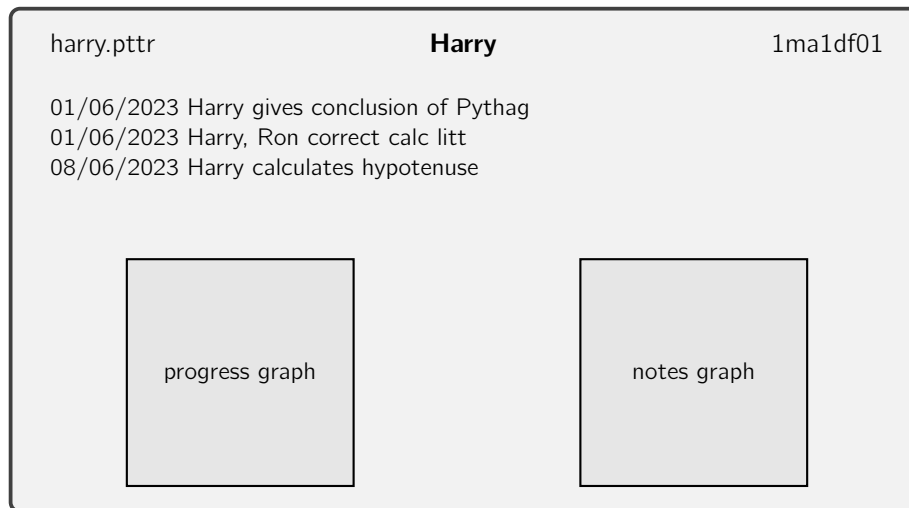 harry.pttr Harry 1ma1df01
01/06/2023 Harry gives conclusion of Pythag
01/06/2023 Harry, Ron correct calc litt
08/06/2023 Harry calculates hypotenuse
progress graph notes graph